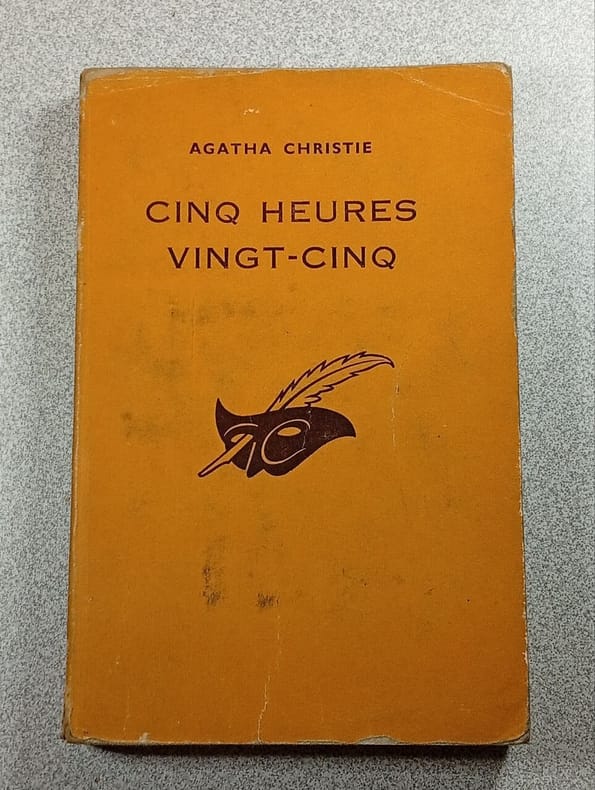 AGATHA CHRISTIE
CINQ HEURES
VINGT-CINQ